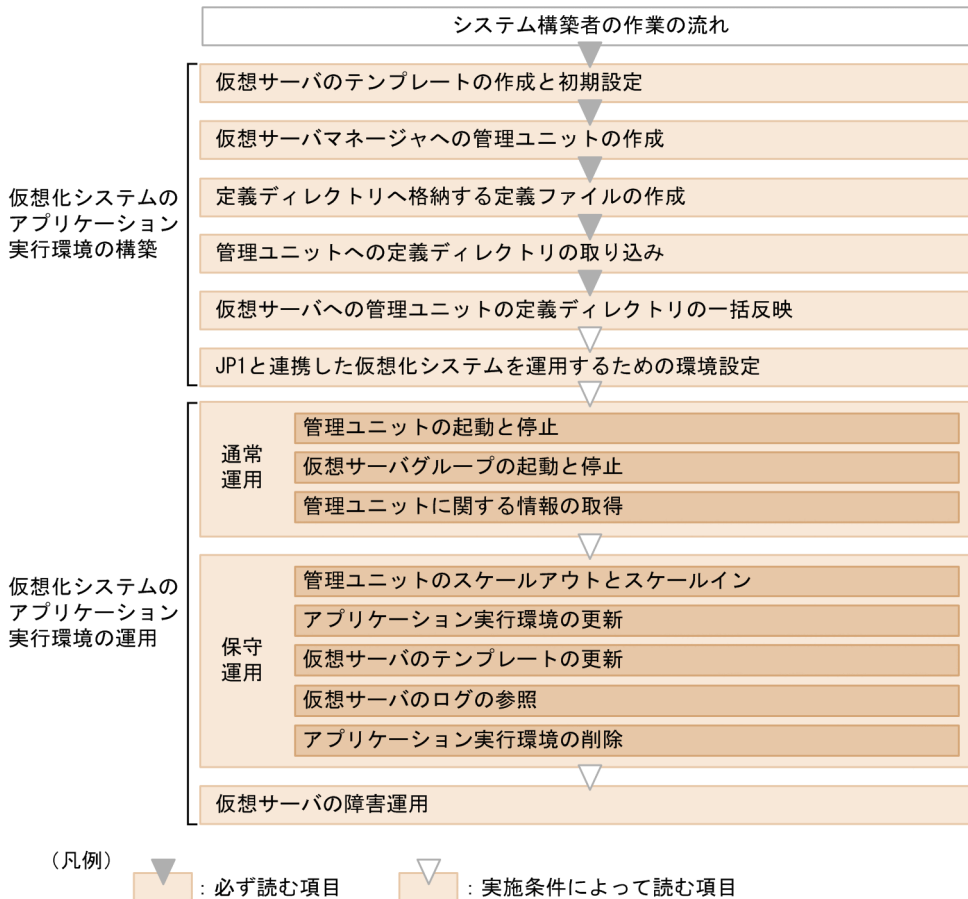 システム構築者の作業の流れ
仮想化システムの
アプリケーション
実行環境の構築
仮想サーバのテンプレートの作成と初期設定
仮想サーバマネージャへの管理ユニットの作成
定義ディレクトリへ格納する定義ファイルの作成
管理ユニットへの定義ディレクトリの取り込み
仮想サーバへの管理ユニットの定義ディレクトリの一括反映
JP1と連携した仮想化システムを運用するための環境設定
仮想化システムの
アプリケーション
実行環境の運用
通常
運用
管理ユニットの起動と停止
仮想サーバグループの起動と停止
管理ユニットに関する情報の取得
保守
運用
管理ユニットのスケールアウトとスケールイン
アプリケーション実行環境の更新
仮想サーバのテンプレートの更新
仮想サーバのログの参照
アプリケーション実行環境の削除
仮想サーバの障害運用
（凡例）
：必ず読む項目
：実施条件によって読む項目